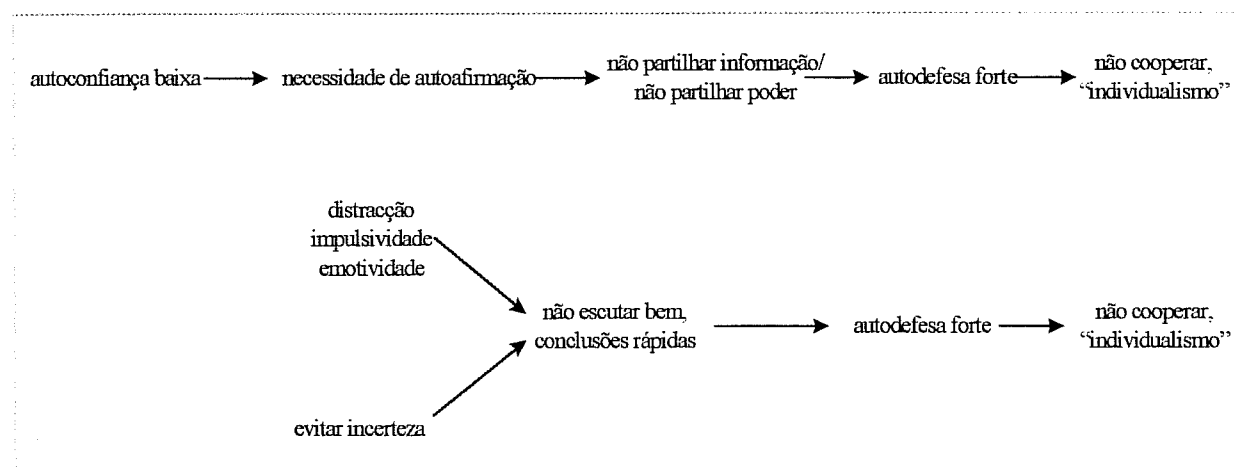 autoconfiança baixa
necessidade de autoafirmação
não partilhar informação/
não partilhar poder
autodefesa forte
não cooperar,
“individualismo”
distracção
impulsividade
emotividade
não escutar bem,
conclusões rápidas
autodefesa forte
não cooperar,
“individualismo”
evitar incerteza